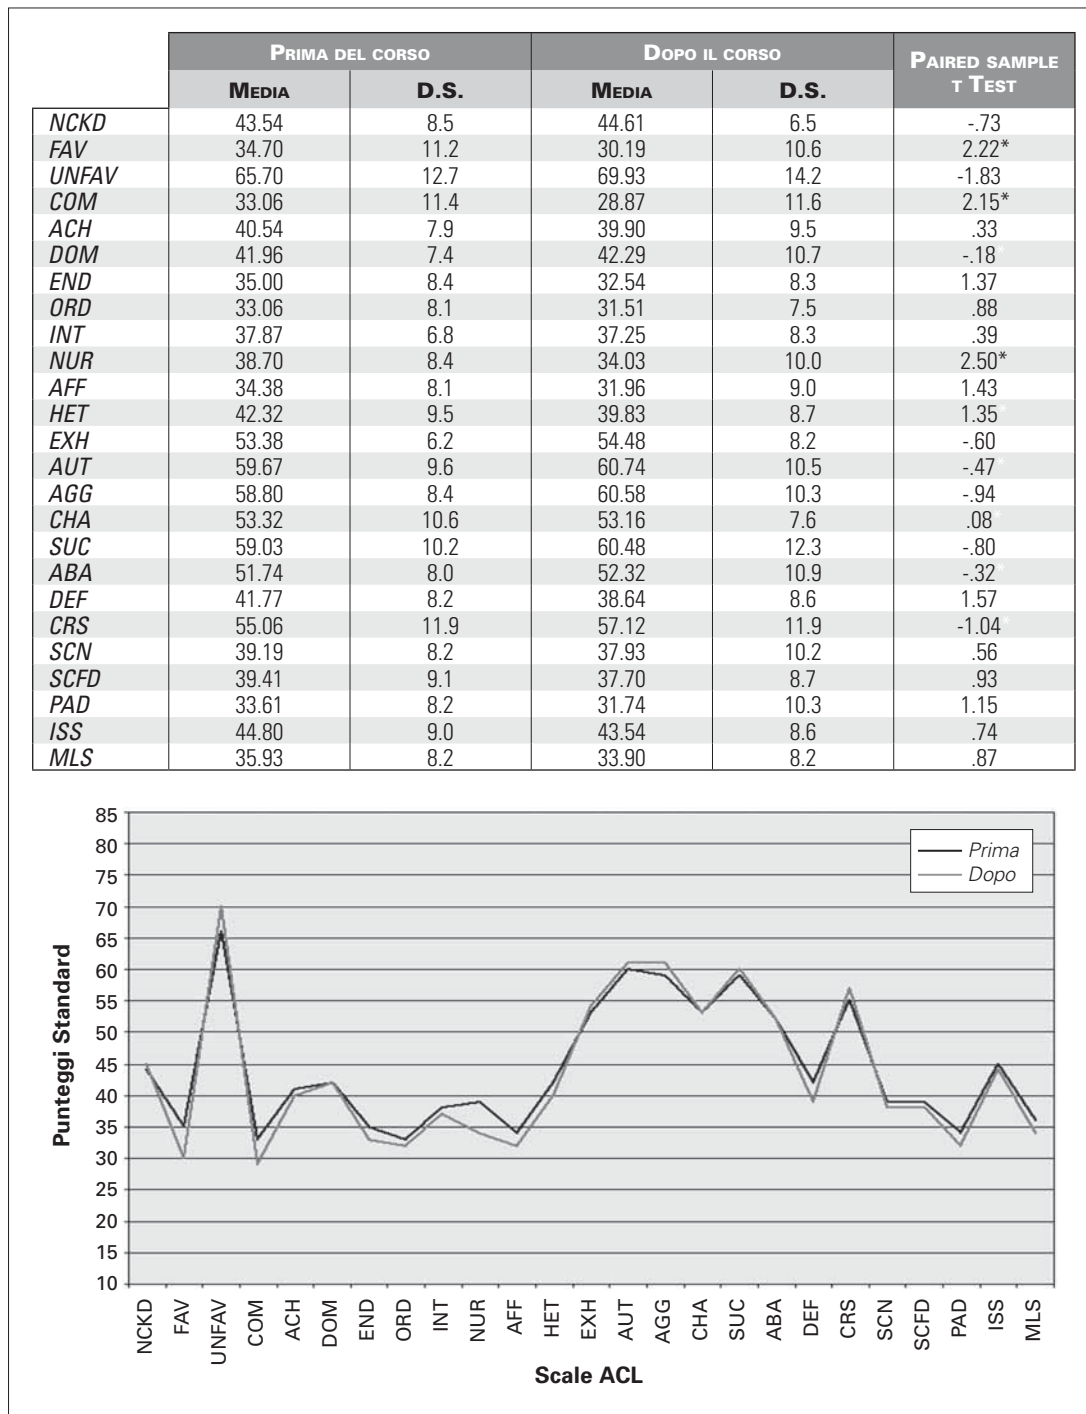 PRIMA DEL CORSO DOPO IL CORSO PAIRED SAMPLE T TEST
MEDIA D.S. MEDIA D.S.
NCKD 43.54 8.5 44.61 6.5 -.73
FAV 34.70 11.2 30.19 10.6 2.22*
UNFAV 65.70 12.7 69.93 14.2 -1.83
COM 33.06 11.4 28.87 11.6 2.15*
ACH 40.54 7.9 39.90 9.5 .33
DOM 41.96 7.4 42.29 10.7 -.18*
END 35.00 8.4 32.54 8.3 1.37
ORD 33.06 8.1 31.51 7.5 .88
INT 37.87 6.8 37.25 8.3 .39
NUR 38.70 8.4 34.03 10.0 2.50*
AFF 34.38 8.1 31.96 9.0 1.43
HET 42.32 9.5 39.83 8.7 1.35*
EXH 53.38 6.2 54.48 8.2 -.60
AUT 59.67 9.6 60.74 10.5 -.47*
AGG 58.80 8.4 60.58 10.3 -.94
CHA 53.32 10.6 53.16 7.6 .08*
SUC 59.03 10.2 60.48 12.3 -.80
ABA 51.74 8.0 52.32 10.9 -.32*
DEF 41.77 8.2 38.64 8.6 1.57
CRS 55.06 11.9 57.12 11.9 -1.04*
SCN 39.19 8.2 37.93 10.2 .56
SCFD 39.41 9.1 37.70 8.7 .93
PAD 33.61 8.2 31.74 10.3 1.15
ISS 44.80 9.0 43.54 8.6 .74
MLS 35.93 8.2 33.90 8.2 .87
Punteggi Standard
85
80
75
70
65
60
55
50
45
40
35
30
25
20
15
10
Prima
Dopo
NCKD FAV UNFAV COM ACH DOM END ORD INT NUR AFF HET EXH AUT AGG CHA SUC ABA DEF CRS SCN SCFD PAD ISS MLS
Scale ACL